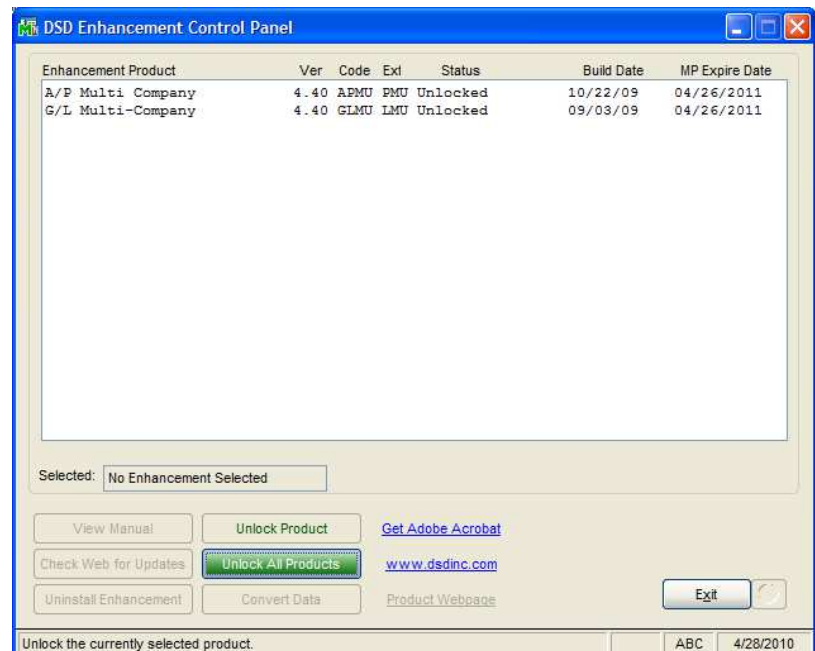 DSD Enhancement Control Panel
Enhancement Product Ver Code Ext Status Build Date MP Expire Date
A/P Multi Company 4.40 APMU PMU Unlocked 10/22/09 04/26/2011
G/L Multi-Company 4.40 GLMU LMU Unlocked 09/03/09 04/26/2011
Selected: No Enhancement Selected
View Manual Unlock Product Get Adobe Acrobat
Check Web for Updates Unlock All Products www.dsdinc.com
Uninstall Enhancement Convert Data Product Webpage Exit
Unlock the currently selected product. ABC 4/28/2010